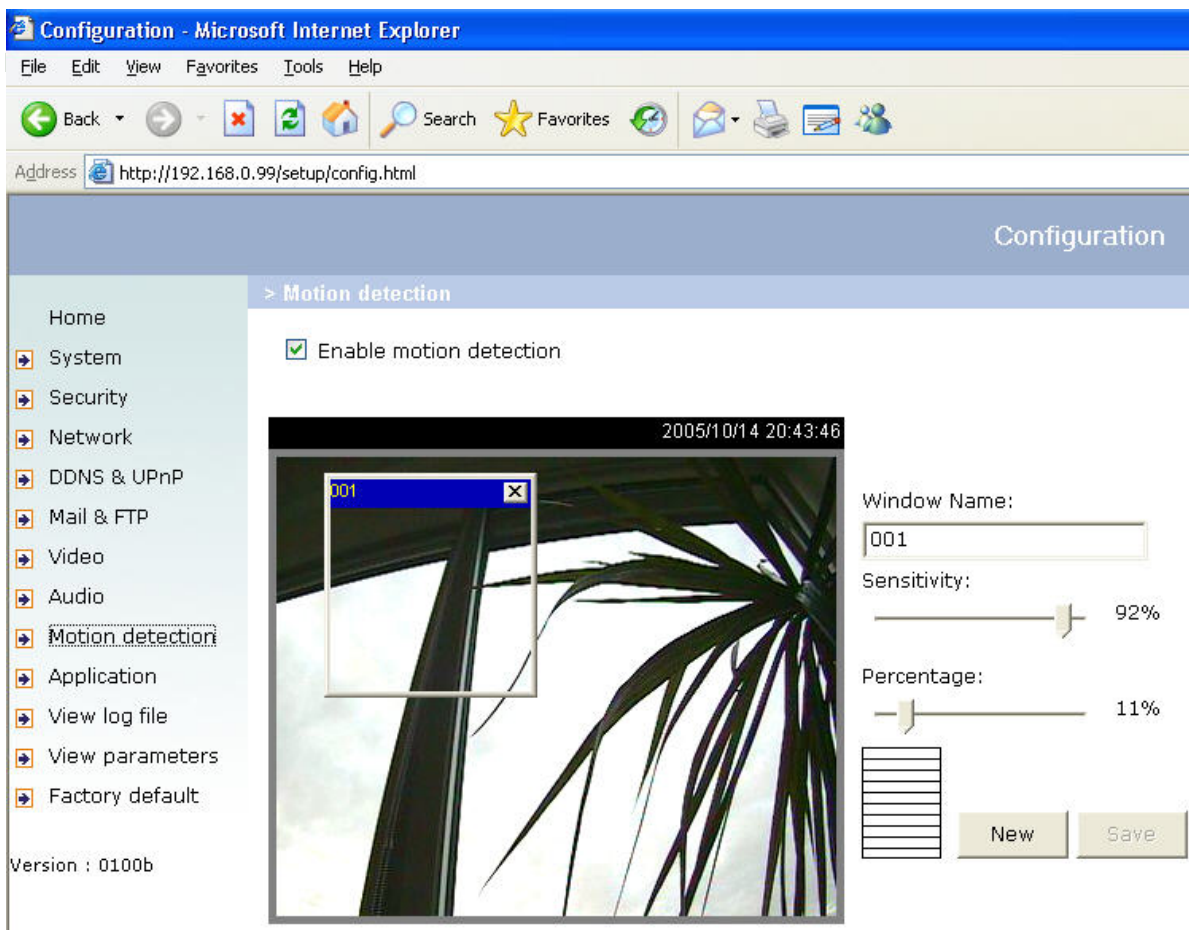 Configuration - Microsoft Internet Explorer
File Edit View Favorites Tools Help
Back Search Favorites
Address http://192.168.0.99/setup/config.html
Configuration
> Motion detection
Home
System
Security
Network
DDNS & UPnP
Mail & FTP
Video
Audio
Motion detection
Application
View log file
View parameters
Factory default
Version : 0100b
Enable motion detection
2005/10/14 20:43:46
001
Window Name:
001
Sensitivity:
92%
Percentage:
11%
New Save